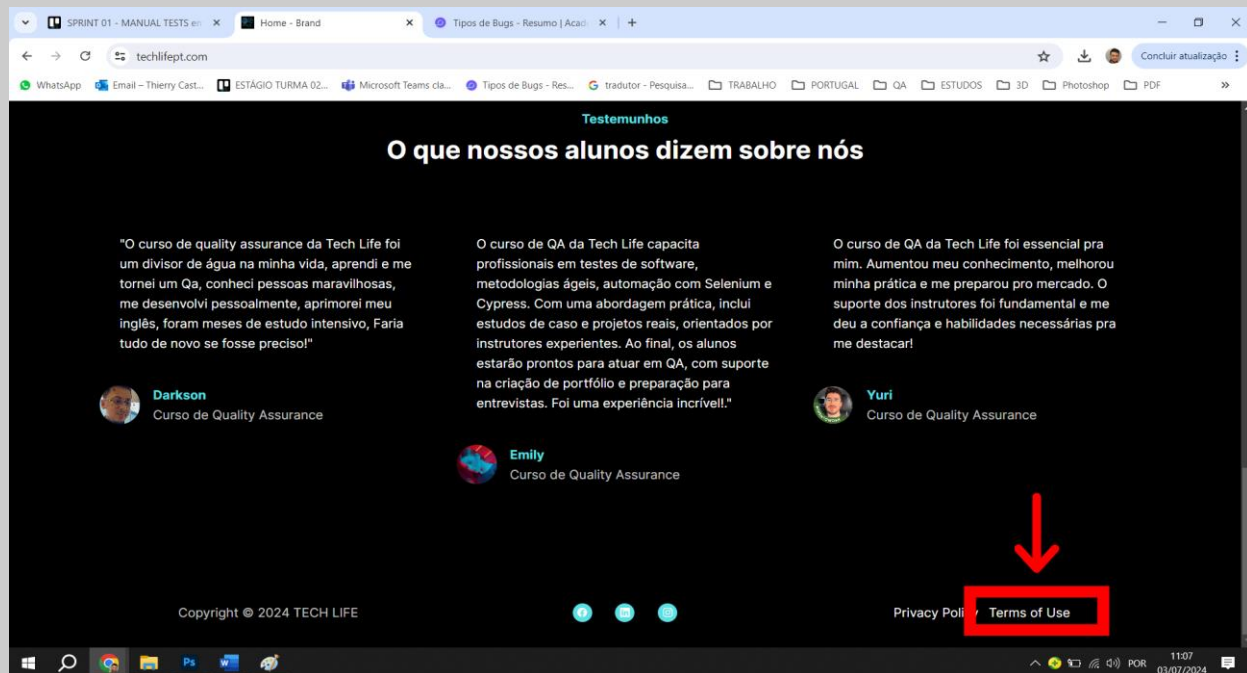 SPRINT 01 - MANUAL TESTS en
Home - Brand
Tipos de Bugs - Resumo | Acad
techlifept.com
Concluir atualização
WhatsApp
Email – Thierry Cast...
ESTÁGIO TURMA 02...
Microsoft Teams cla...
Tipos de Bugs - Res...
tradutor - Pesquisa...
TRABALHO
PORTUGAL
QA
ESTUDOS
3D
Photoshop
PDF
Testemunhos
O que nossos alunos dizem sobre nós
"O curso de quality assurance da Tech Life foi
um divisor de água na minha vida, aprendi e me
tornei um Qa, conheci pessoas maravilhosas,
me desenvolvi pessoalmente, aprimorei meu
inglês, foram meses de estudo intensivo, Faria
tudo de novo se fosse preciso!"
Darkson
Curso de Quality Assurance
O curso de QA da Tech Life capacita
profissionais em testes de software,
metodologias ágeis, automação com Selenium e
Cypress. Com uma abordagem prática, inclui
estudos de caso e projetos reais, orientados por
instrutores experientes. Ao final, os alunos
estarão prontos para atuar em QA, com suporte
na criação de portfólio e preparação para
entrevistas. Foi uma experiência incrível!."
Emily
Curso de Quality Assurance
O curso de QA da Tech Life foi essencial pra
mim. Aumentou meu conhecimento, melhorou
minha prática e me preparou pro mercado. O
suporte dos instrutores foi fundamental e me
deu a confiança e habilidades necessárias pra
me destacar!
Yuri
Curso de Quality Assurance
Copyright © 2024 TECH LIFE
Privacy Policy Terms of Use
Ps
W
POR
11:07
03/07/2024